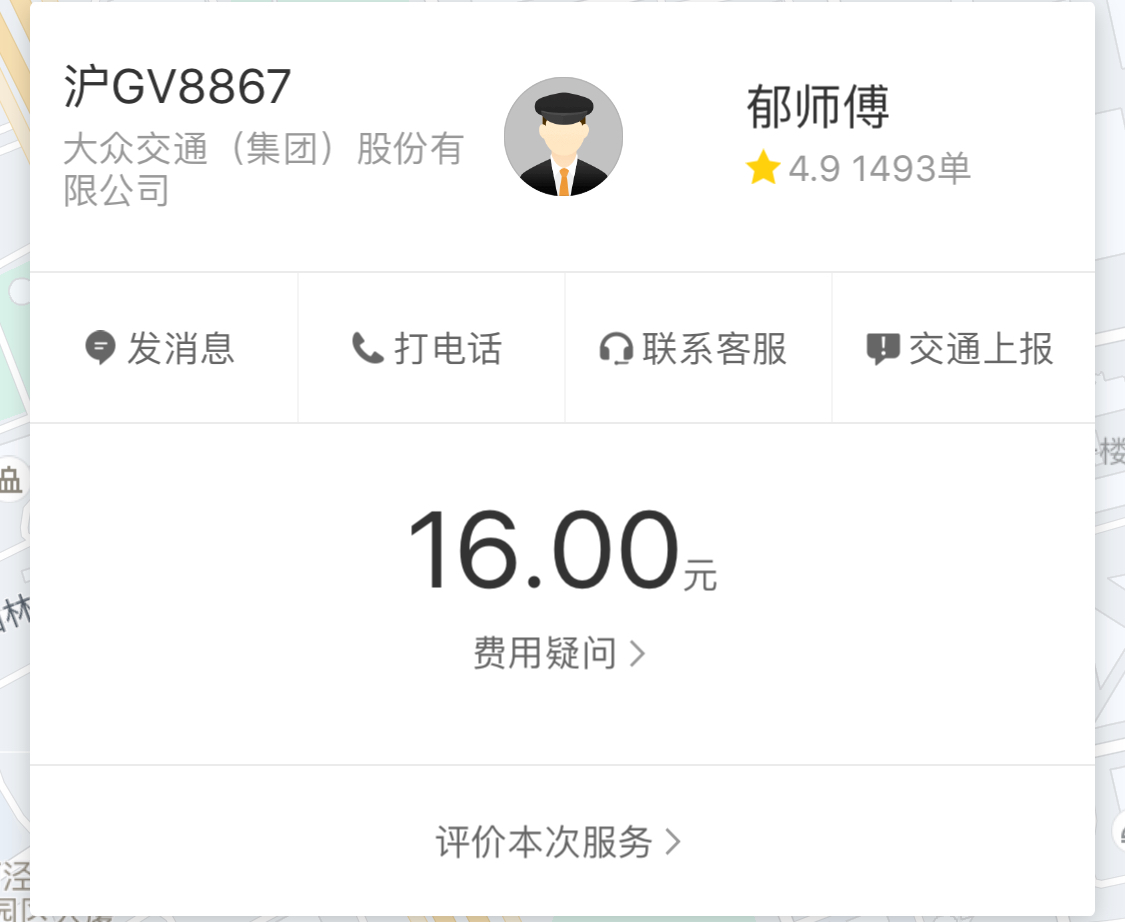 沪GV8867
大众交通（集团）股份有
限公司
郁师傅
4.9 1493单
发消息
打电话
联系客服
交通上报
16.00元
费用疑问
评价本次服务
楼
林
泾